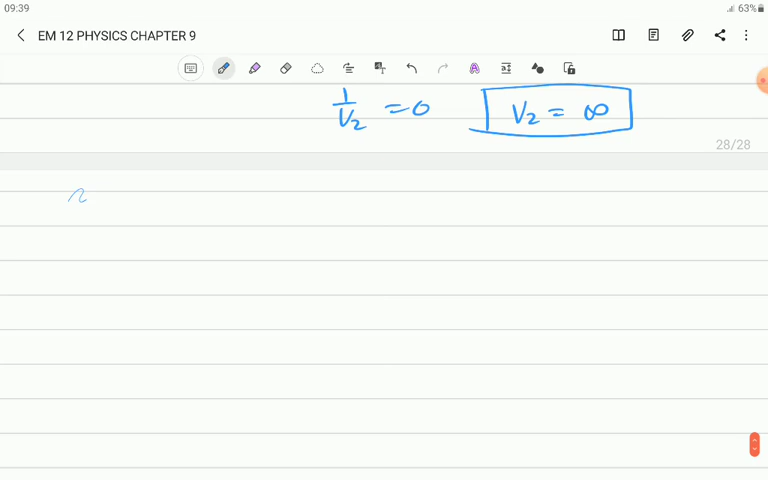 09:39 63%
EM 12 PHYSICS CHAPTER 9
1/V₂ = 0 V₂ = ∞
28/28